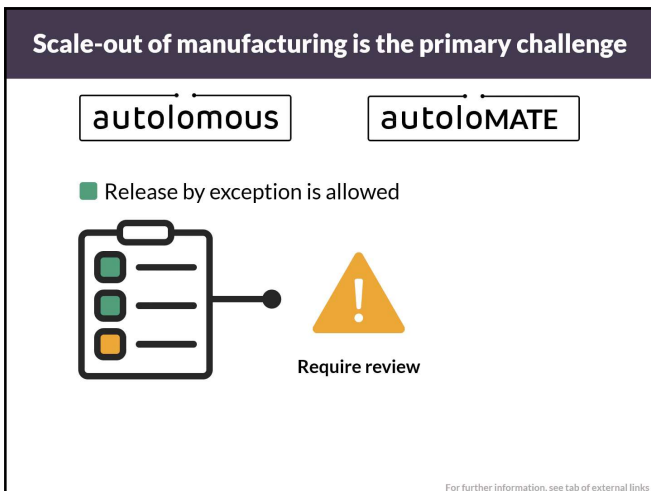 Scale-out of manufacturing is the primary challenge
autolomous
autoloMATE
Release by exception is allowed
!
Require review
For further information, see tab of external links